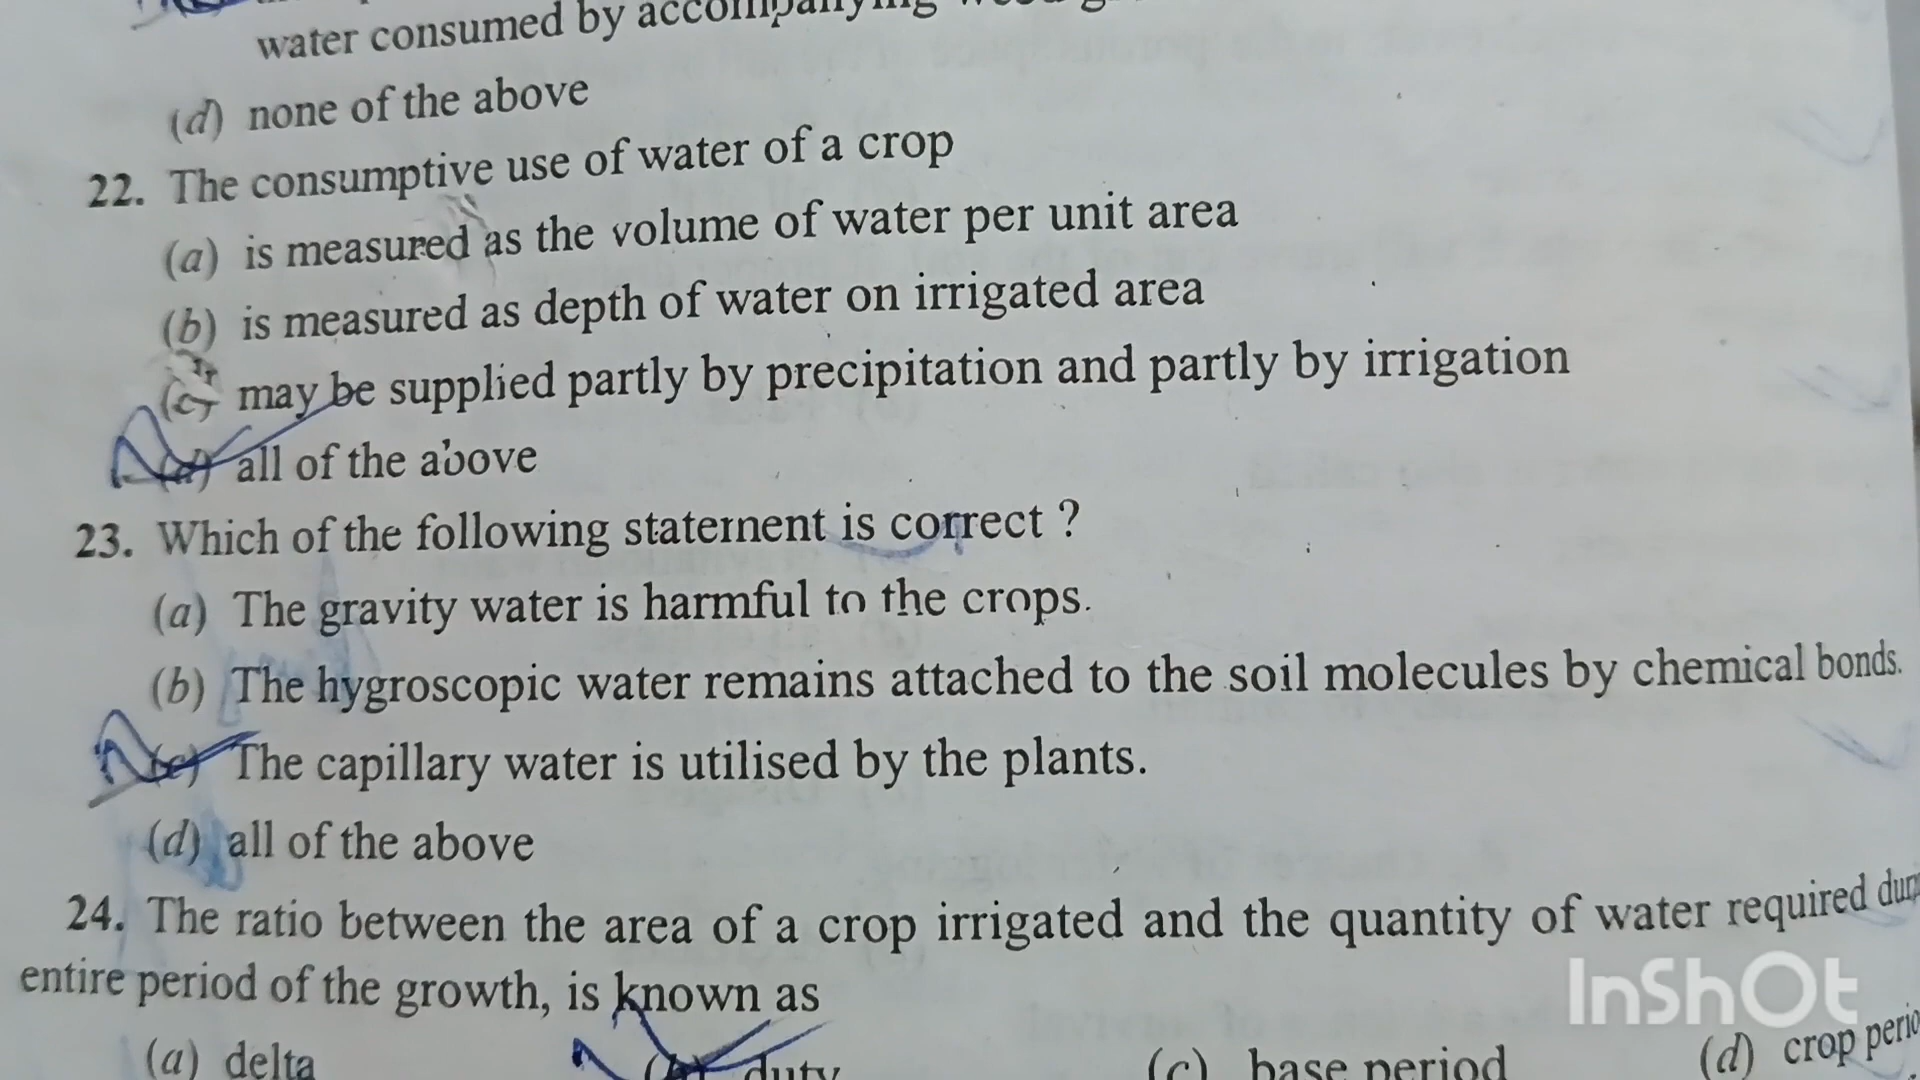 water consumed by accompanying
(d) none of the above
22. The consumptive use of water of a crop
(a) is measured as the volume of water per unit area
(b) is measured as depth of water on irrigated area
(c) may be supplied partly by precipitation and partly by irrigation
(d) all of the above
23. Which of the following statement is correct ?
(a) The gravity water is harmful to the crops.
(b) The hygroscopic water remains attached to the soil molecules by chemical bonds.
(c) The capillary water is utilised by the plants.
(d) all of the above
24. The ratio between the area of a crop irrigated and the quantity of water required
entire period of the growth, is known as
(a) delta (b) duty (c) base period (d) crop perio
InShOt